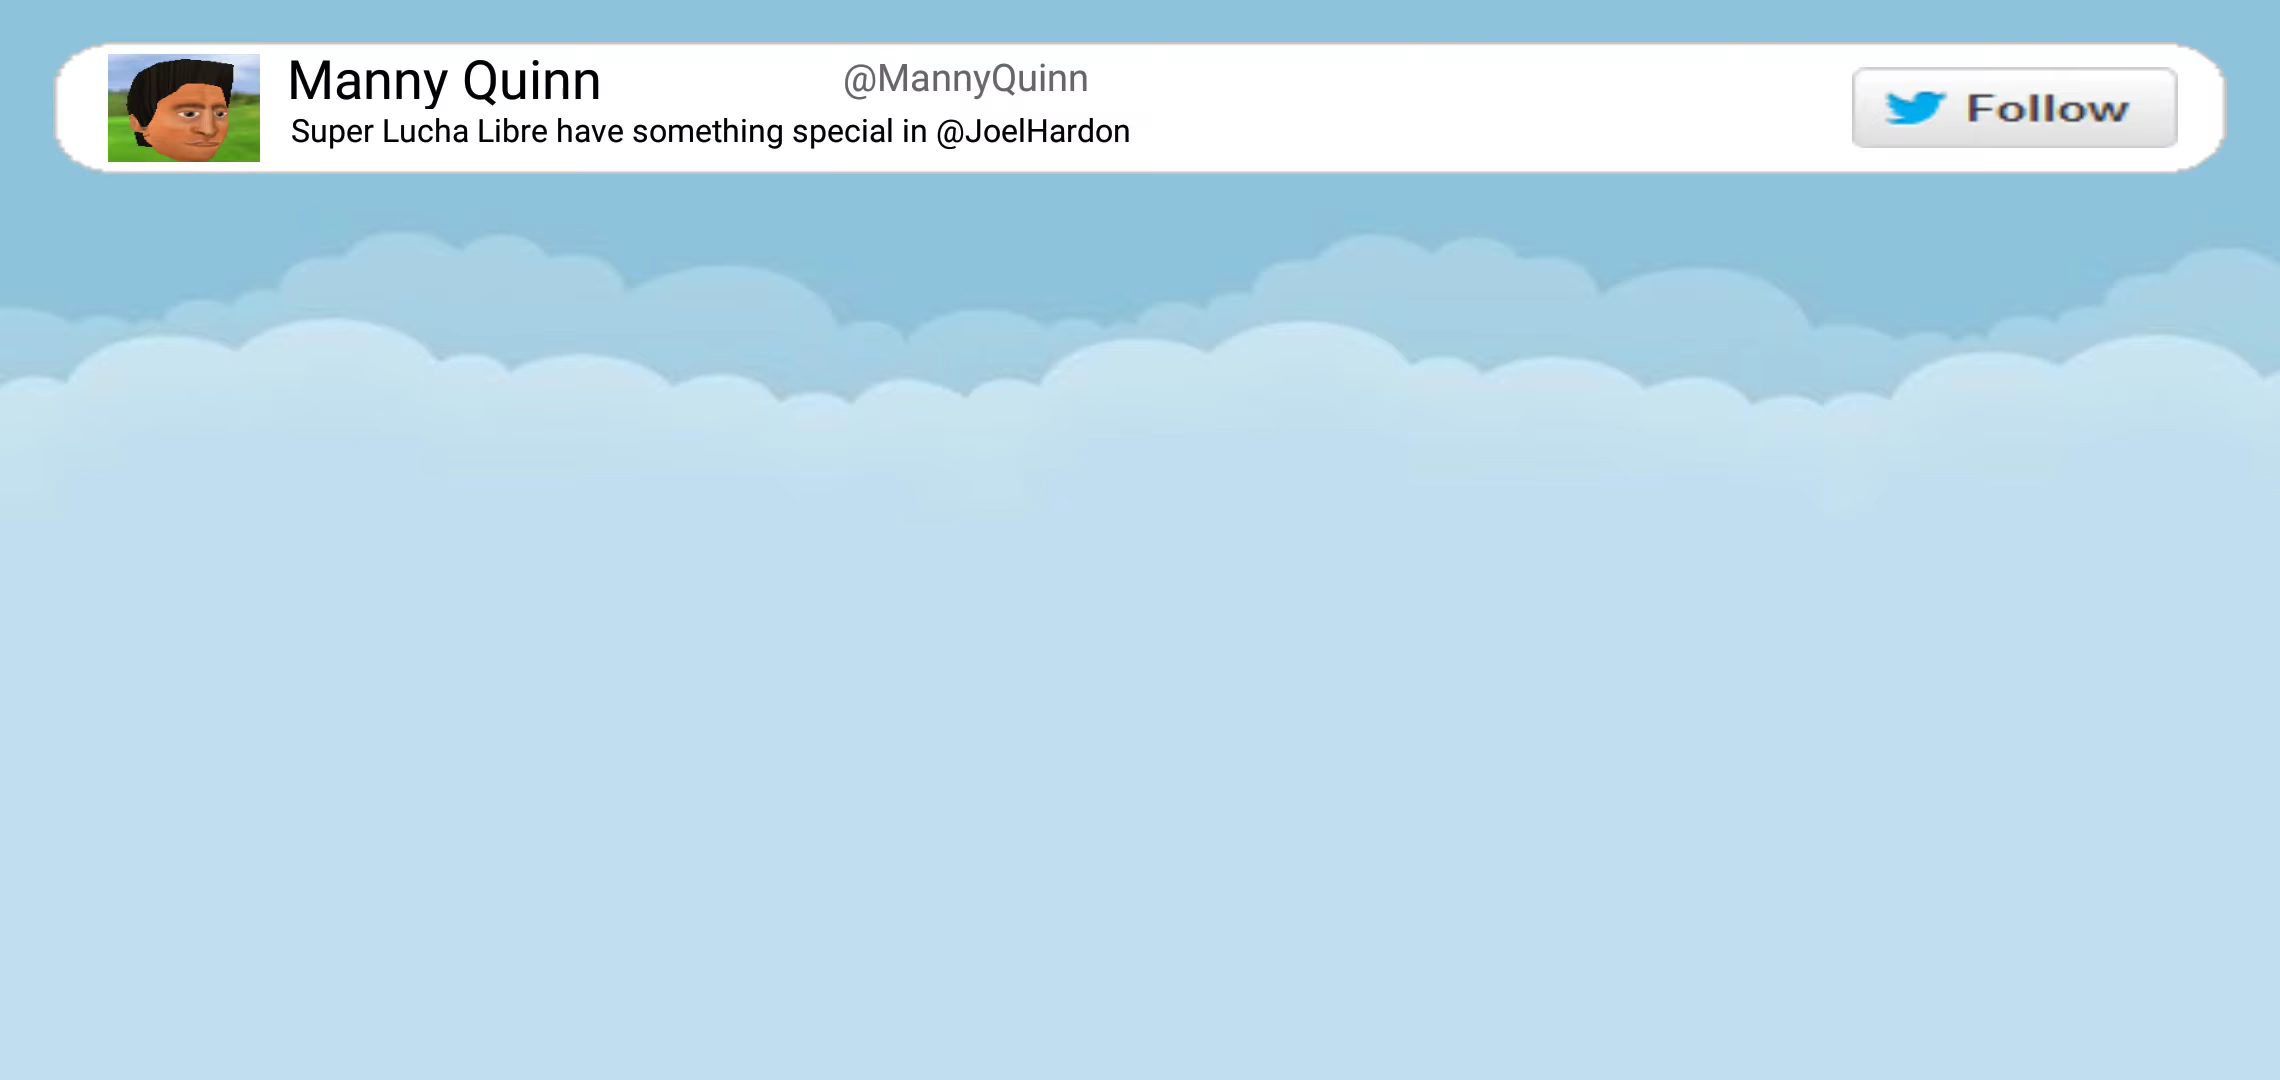 Manny Quinn @MannyQuinn
Super Lucha Libre have something special in @JoelHardon
Follow